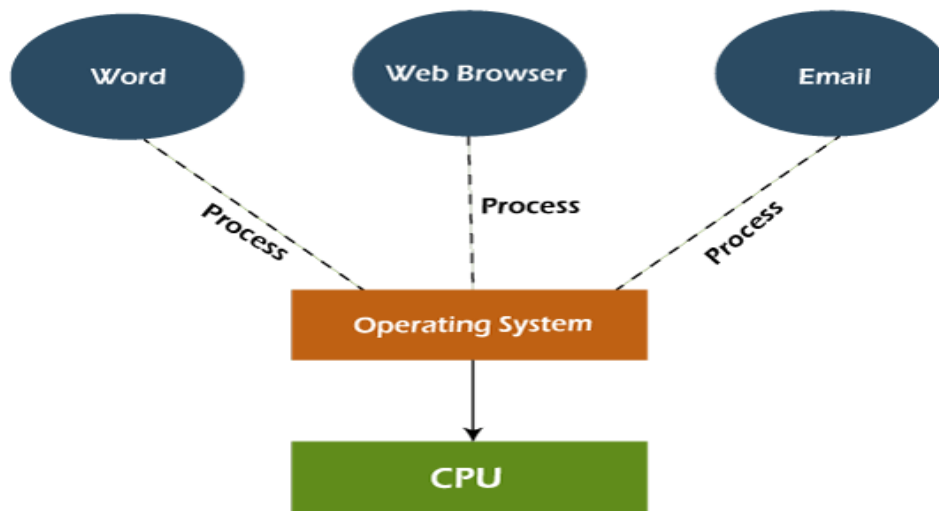 Word
Web Browser
Email
Process
Process
Process
Operating System
CPU